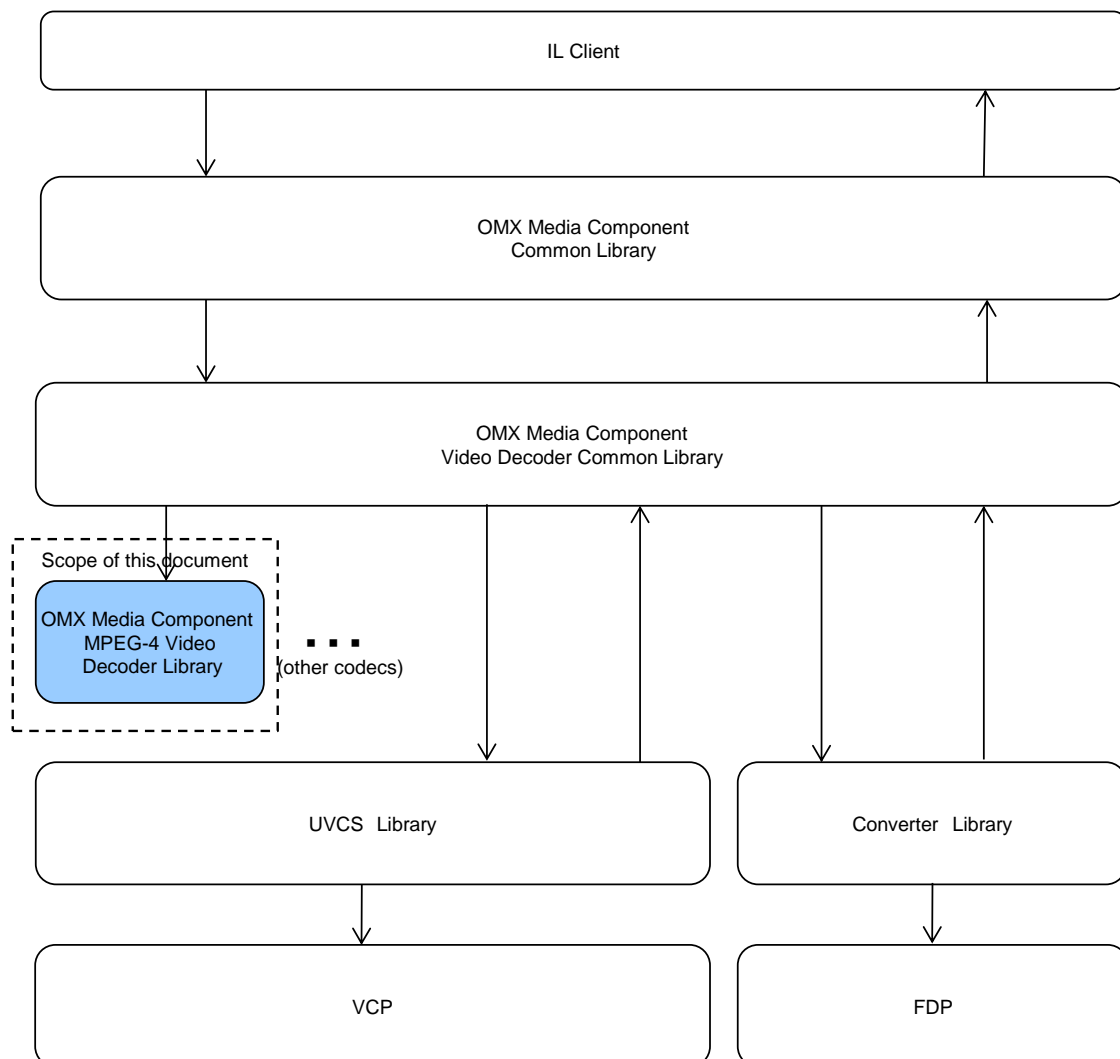 IL Client
OMX Media Component
Common Library
OMX Media Component
Video Decoder Common Library
Scope of this document
OMX Media Component
MPEG-4 Video
Decoder Library
(other codecs)
UVCS Library
Converter Library
VCP
FDP